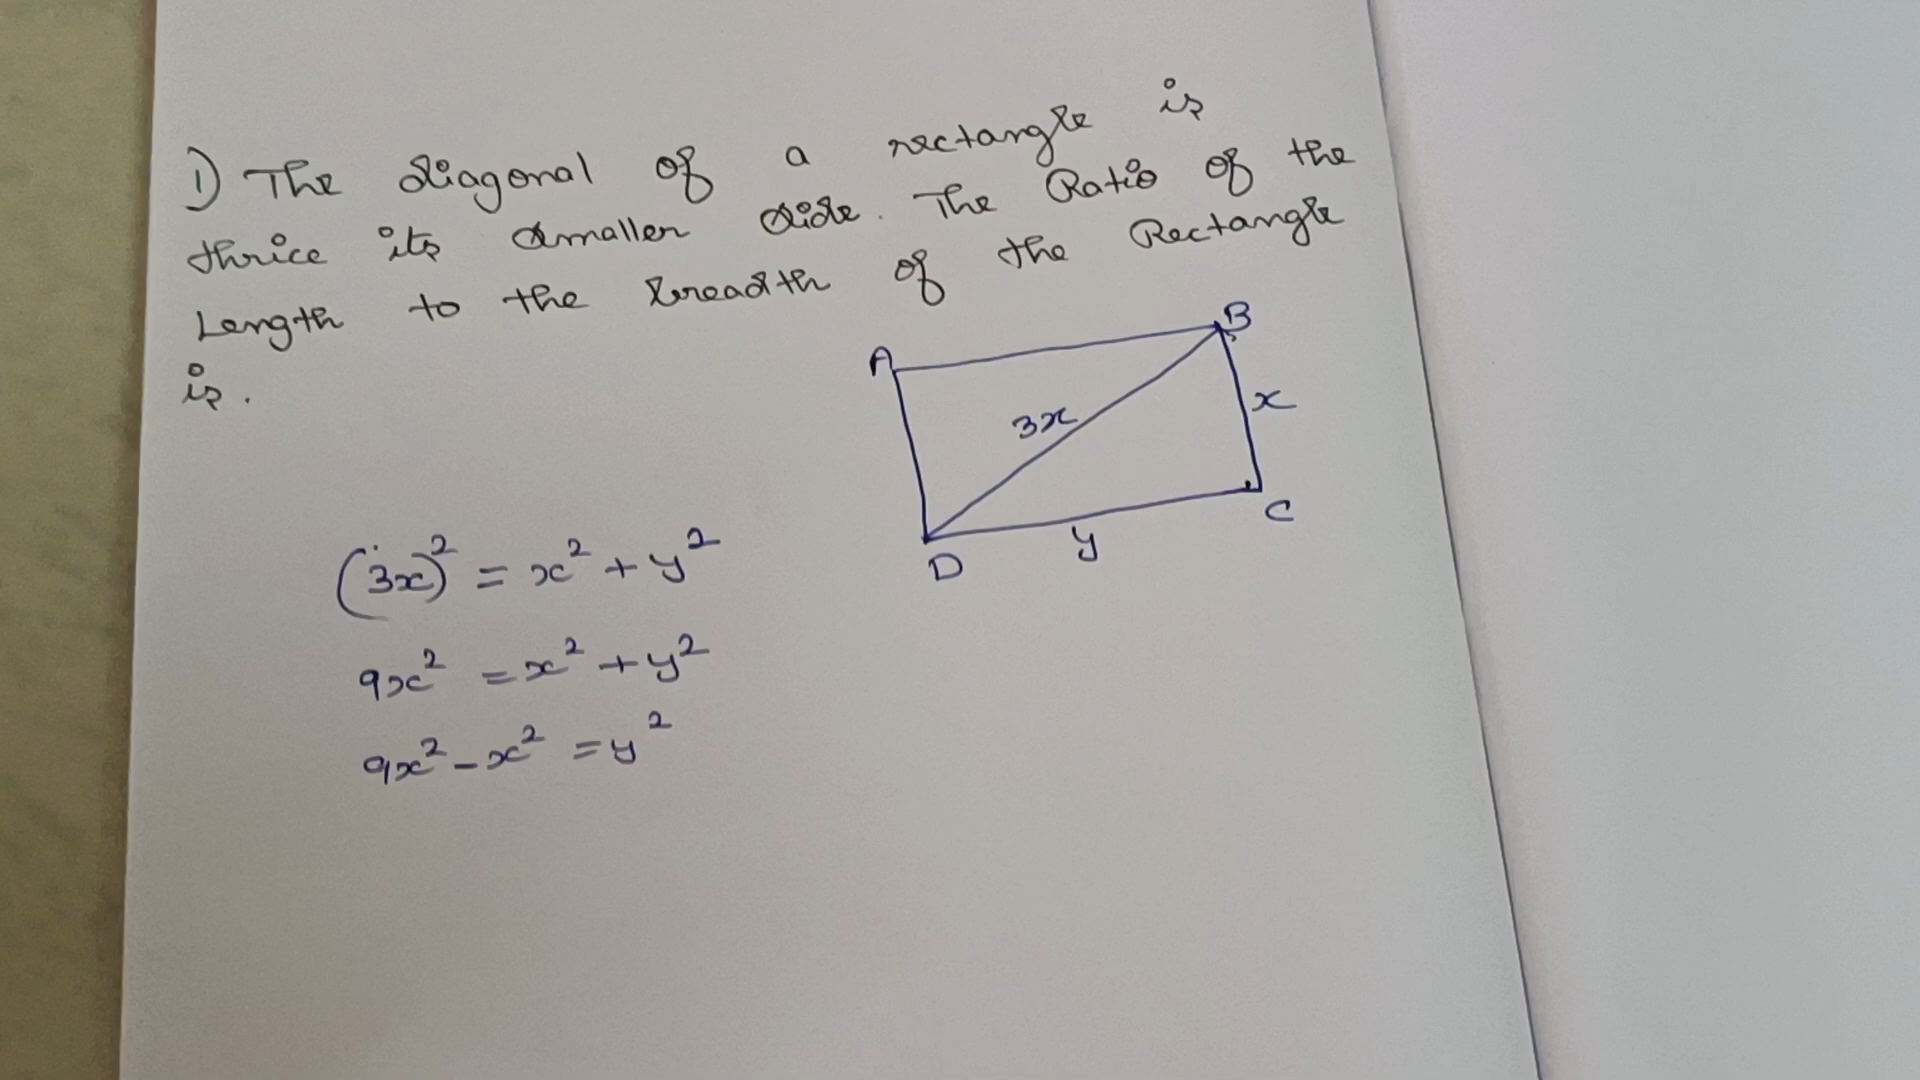 1) The diagonal of a rectangle is
thrice its smaller side. The Ratio of the
Length to the breadth of the Rectangle
is.
A
B
3x
x
C
D
y
(3x)² = x² + y²
9x² = x² + y²
9x² - x² = y²